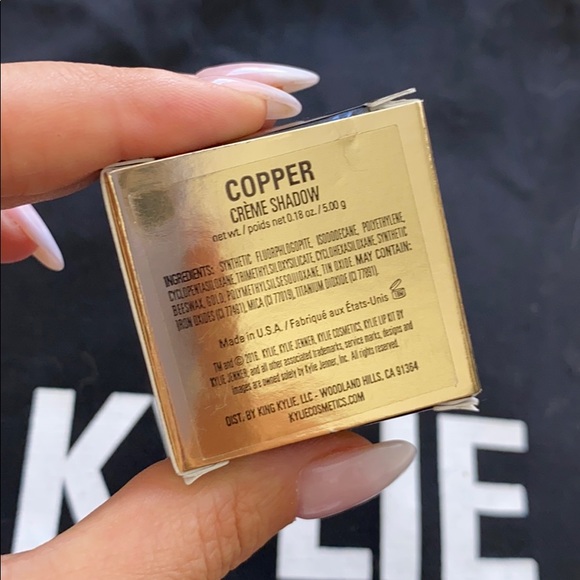 COPPER
CRÈME SHADOW
net wt. / poids net 0.18 oz. / 5.00 g
INGREDIENTS: SYNTHETIC FLUORPHLOGOPITE, ISODODECANE, POLYETHYLENE,
CYCLOPENTASILOXANE, TRIMETHYLSILOXYSILICATE, CYCLOHEXASILOXANE, SYNTHETIC
BEESWAX, GOLD, POLYMETHYLSILSESQUIOXANE, TIN OXIDE. MAY CONTAIN:
IRON OXIDES (CI 77491), MICA (CI 77019), TITANIUM DIOXIDE (CI 77891).
Made in U.S.A. / Fabriqué aux États-Unis
TM and © 2016. KYLIE, KYLIE JENNER, KYLIE COSMETICS, KYLIE LIP KIT BY
KYLIE JENNER, and all other associated trademarks, service marks, designs and
images are owned solely by Kylie Jenner, Inc. All rights reserved.
DIST. BY KING KYLIE, LLC - WOODLAND HILLS, CA 91364
KYLIECOSMETICS.COM
KYLIE